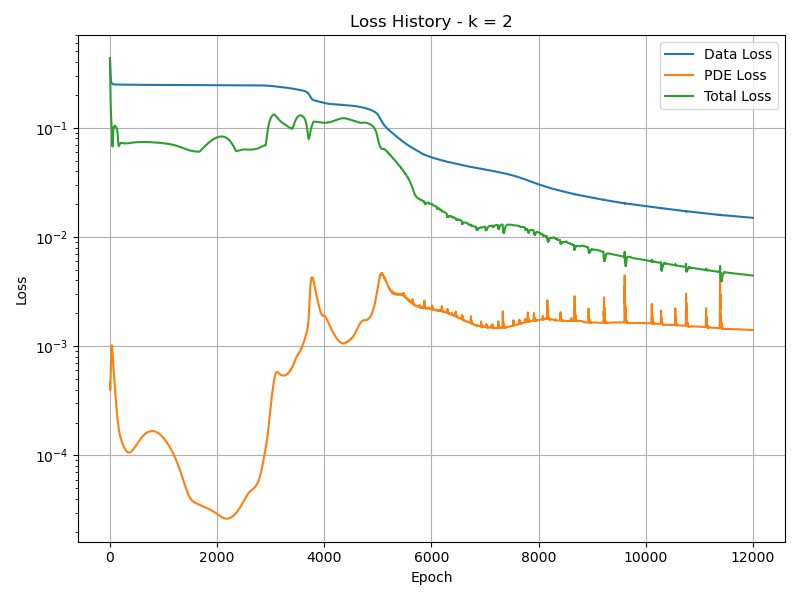 Loss History - k = 2
Data Loss
PDE Loss
Total Loss
Loss
10⁻¹
10⁻²
10⁻³
10⁻⁴
0 2000 4000 6000 8000 10000 12000
Epoch